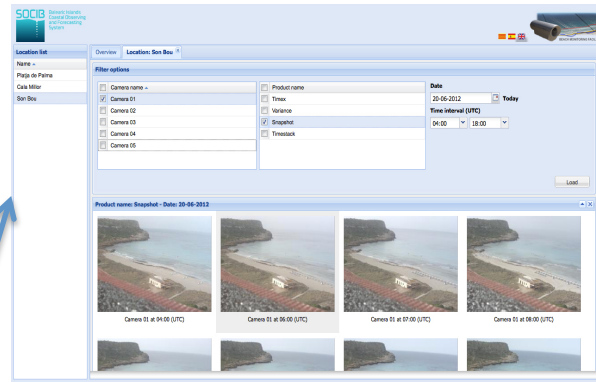 SOCIB
Balearic Islands
Coastal Observing
and Forecasting
System
BEACH MONITORING FACILITY
Location list
Name
Platja de Palma
Cala Millor
Son Bou
Overview
Location: Son Bou
Filter options
Camera name
Camera 01
Camera 02
Camera 03
Camera 04
Camera 05
Product name
Timex
Variance
Snapshot
Timestack
Date
20-06-2012
Today
Time interval (UTC)
04:00
18:00
Load
Product name: Snapshot - Date: 20-06-2012
Camera 01 at 04:00 (UTC)
Camera 01 at 06:00 (UTC)
Camera 01 at 07:00 (UTC)
Camera 01 at 08:00 (UTC)